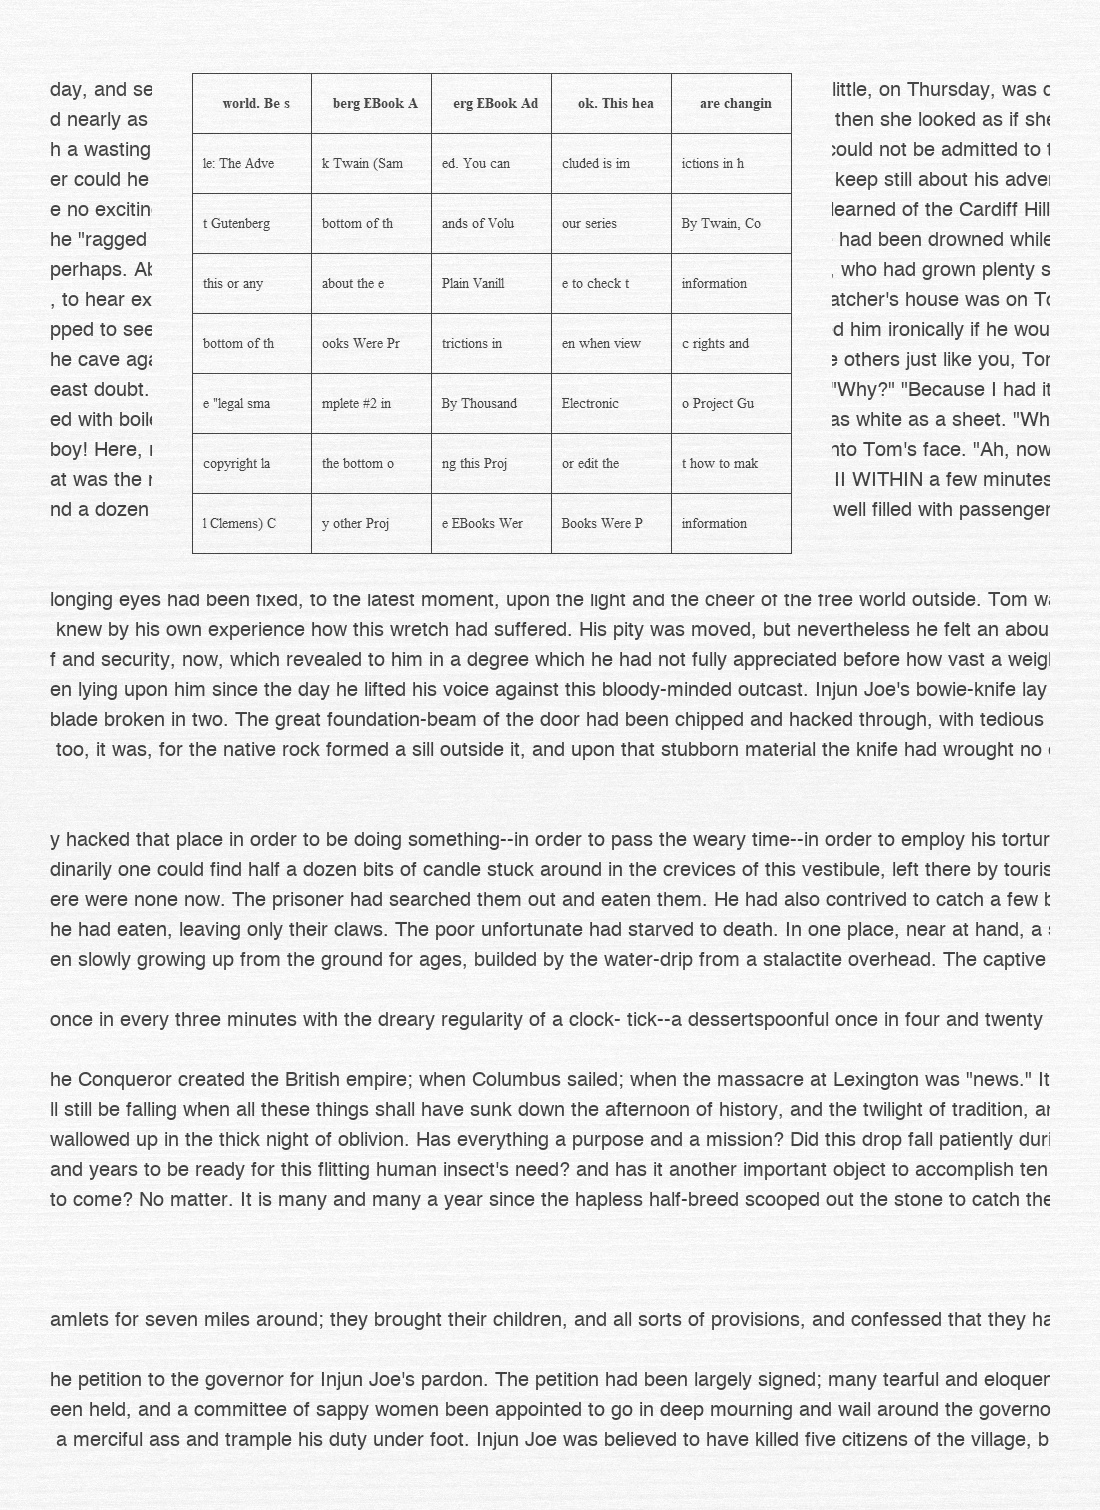 day, and se
d nearly as
h a wasting
er could he
e no excitin
he "ragged
perhaps. Ab
, to hear ex
pped to see
he cave aga
east doubt.
ed with boile
boy! Here,
at was the
nd a dozen
world. Be s berg EBook A erg EBook Ad ok. This hea are changin
le: The Adve k Twain (Sam ed. You can cluded is im ictions in h
t Gutenberg bottom of th ands of Volu our series By Twain, Co
this or any about the e Plain Vanill e to check t information
bottom of th ooks Were Pr trictions in en when view c rights and
e "legal sma mplete #2 in By Thousand Electronic o Project Gu
copyright la the bottom o ng this Proj or edit the t how to mak
l Clemens) C y other Proj e EBooks Wer Books Were P information
little, on Thursday, was
then she looked as if she
could not be admitted to
keep still about his adver
learned of the Cardiff Hill
had been drowned while
, who had grown plenty s
atcher's house was on To
d him ironically if he wou
e others just like you, Tom
"Why?" "Because I had it
as white as a sheet. "Wh
nto Tom's face. "Ah, now
II WITHIN a few minutes
well filled with passenger
longing eyes had been fixed, to the latest moment, upon the light and the cheer of the free world outside. Tom wa
knew by his own experience how this wretch had suffered. His pity was moved, but nevertheless he felt an abou
f and security, now, which revealed to him in a degree which he had not fully appreciated before how vast a weigh
en lying upon him since the day he lifted his voice against this bloody-minded outcast. Injun Joe's bowie-knife lay
blade broken in two. The great foundation-beam of the door had been chipped and hacked through, with tedious
too, it was, for the native rock formed a sill outside it, and upon that stubborn material the knife had wrought no
y hacked that place in order to be doing something--in order to pass the weary time--in order to employ his tortur
dinarily one could find half a dozen bits of candle stuck around in the crevices of this vestibule, left there by touris
ere were none now. The prisoner had searched them out and eaten them. He had also contrived to catch a few b
he had eaten, leaving only their claws. The poor unfortunate had starved to death. In one place, near at hand, a s
en slowly growing up from the ground for ages, builded by the water-drip from a stalactite overhead. The captive
once in every three minutes with the dreary regularity of a clock- tick--a dessertspoonful once in four and twenty
he Conqueror created the British empire; when Columbus sailed; when the massacre at Lexington was "news." It
ll still be falling when all these things shall have sunk down the afternoon of history, and the twilight of tradition, an
wallowed up in the thick night of oblivion. Has everything a purpose and a mission? Did this drop fall patiently duri
and years to be ready for this flitting human insect's need? and has it another important object to accomplish ten
to come? No matter. It is many and many a year since the hapless half-breed scooped out the stone to catch the
amlets for seven miles around; they brought their children, and all sorts of provisions, and confessed that they ha
he petition to the governor for Injun Joe's pardon. The petition had been largely signed; many tearful and eloquen
een held, and a committee of sappy women been appointed to go in deep mourning and wail around the governo
a merciful ass and trample his duty under foot. Injun Joe was believed to have killed five citizens of the village, b